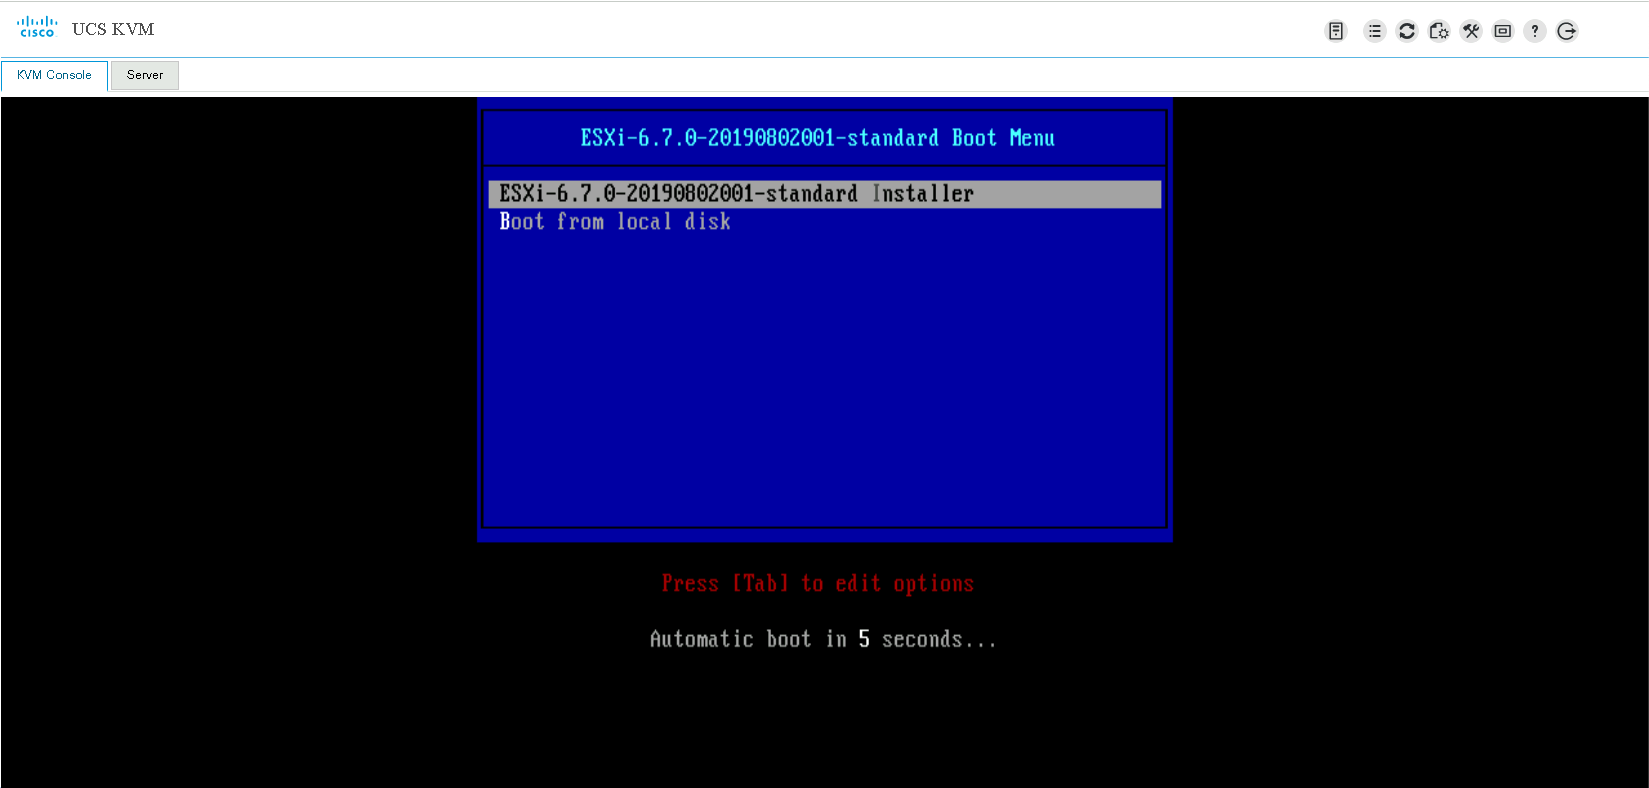 cisco UCS KVM
?
KVM Console Server
ESXi-6.7.0-20190802001-standard Boot Menu
ESXi-6.7.0-20190802001-standard Installer
Boot from local disk
Press [Tab] to edit options
Automatic boot in 5 seconds...